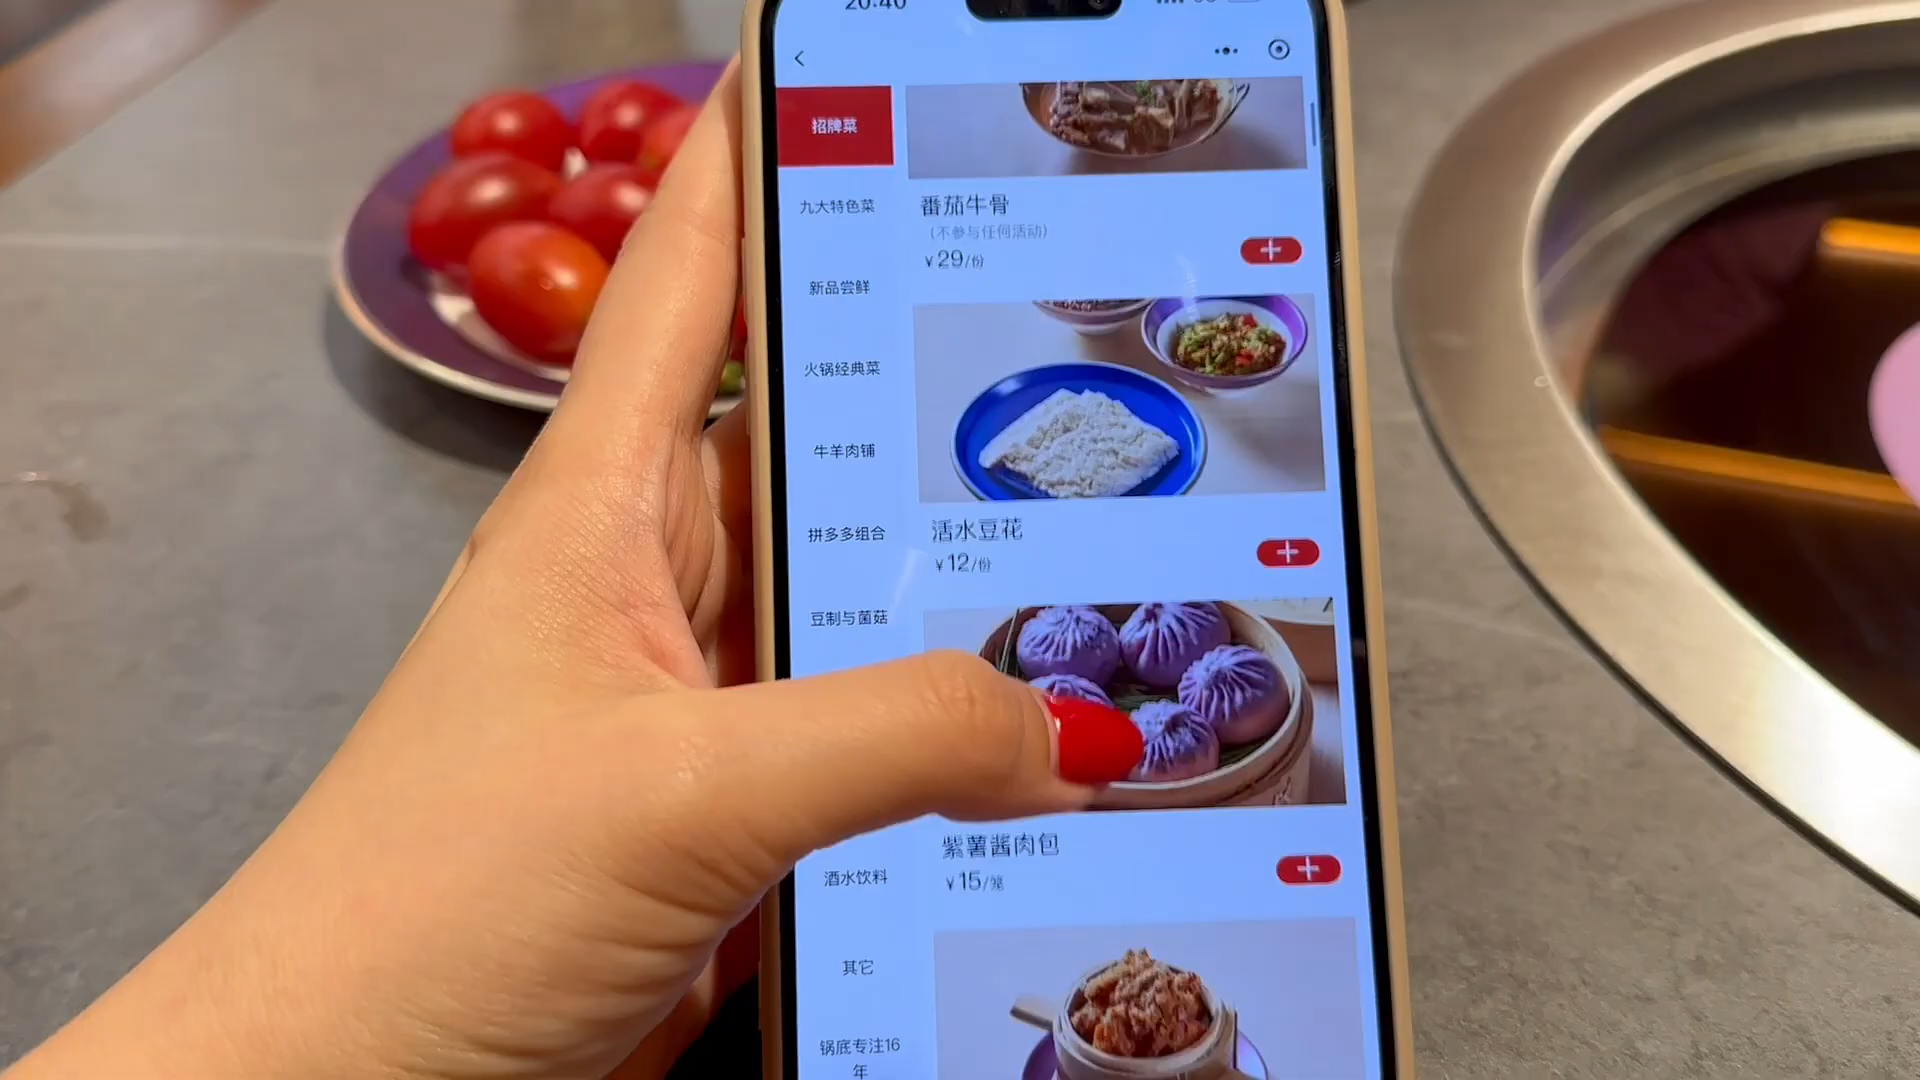 20:40
招牌菜
九大特色菜
新品尝鲜
火锅经典菜
牛羊肉铺
拼多多组合
豆制与菌菇
酒水饮料
其它
锅底专注16
年
番茄牛骨
（不参与任何活动）
¥29/份
活水豆花
¥12/份
紫薯酱肉包
¥15/笼